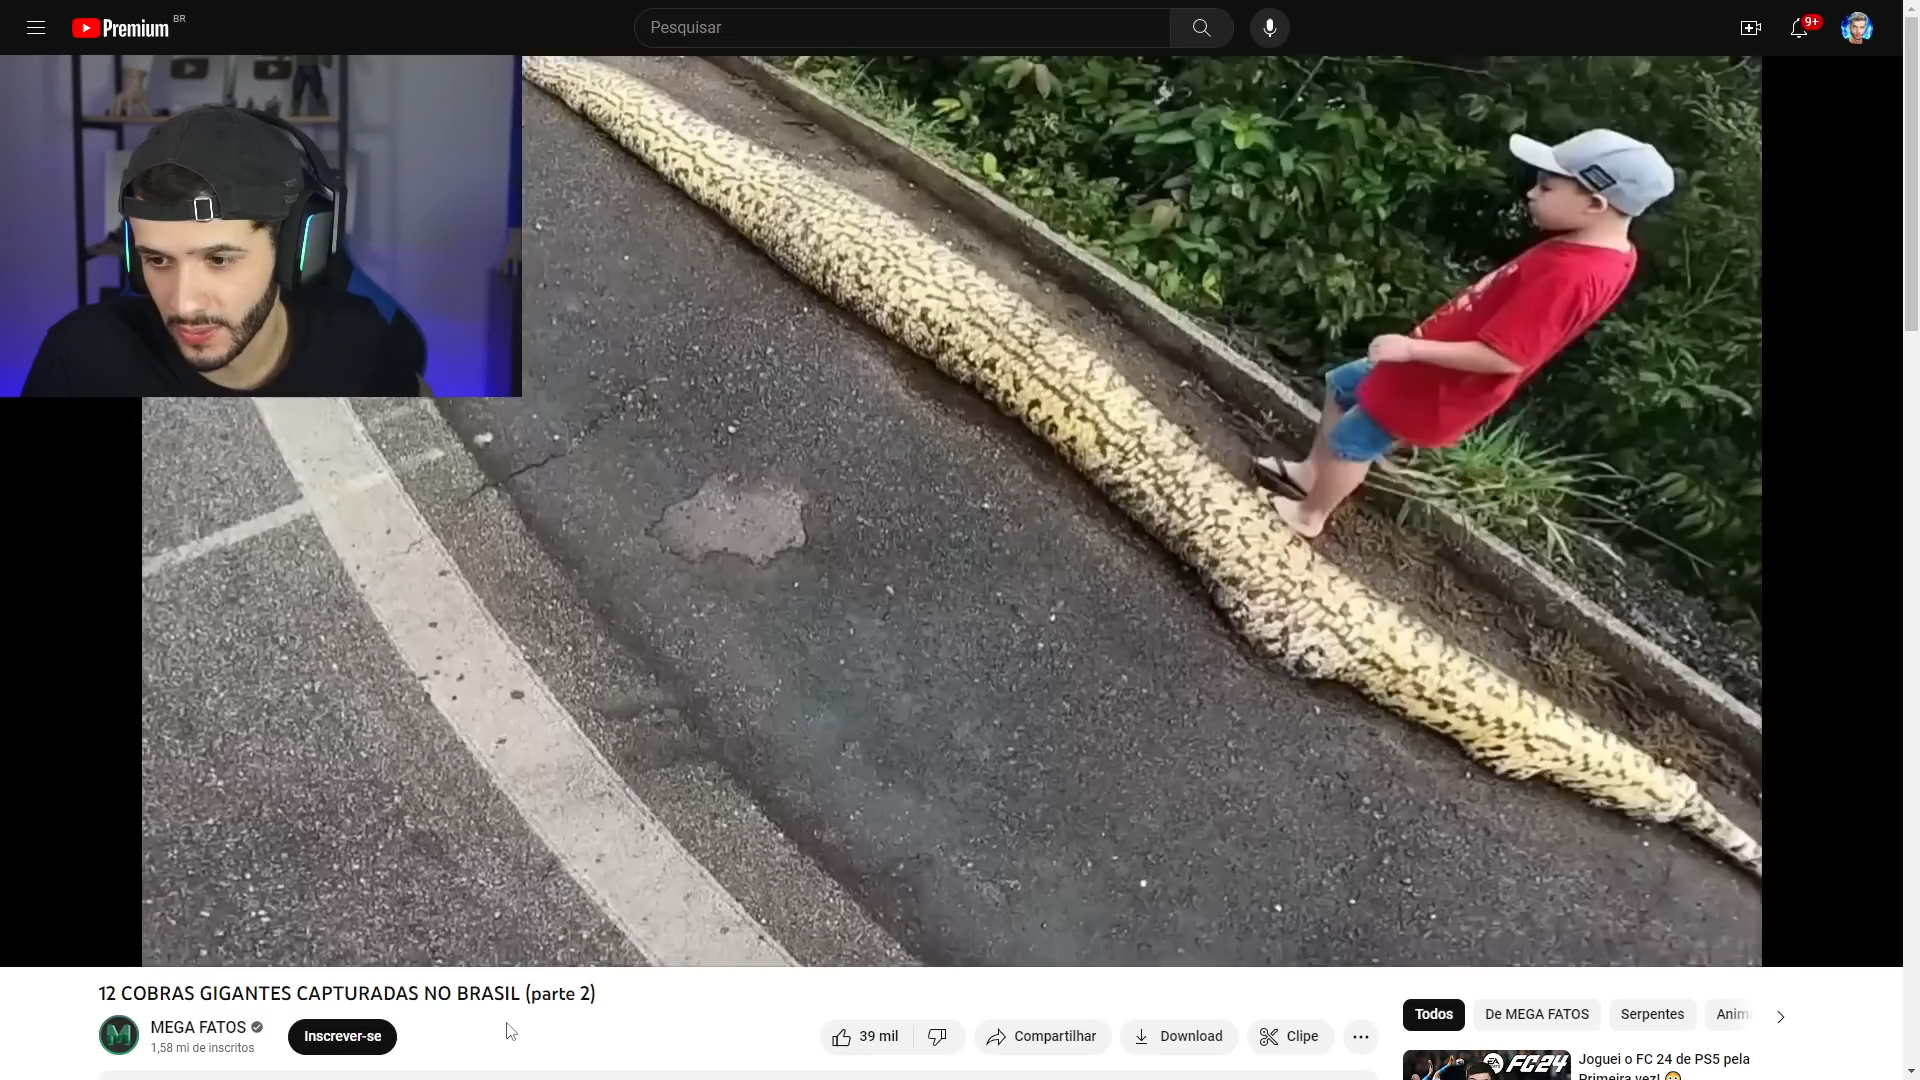 Premium BR
Pesquisar
9+
12 COBRAS GIGANTES CAPTURADAS NO BRASIL (parte 2)
MEGA FATOS
1,58 mi de inscritos
Inscrever-se
39 mil
Compartilhar
Download
Clipe
Todos
De MEGA FATOS
Serpentes
Anim
EA FC24
Joguei o FC 24 de PS5 pela
Primeira vez!